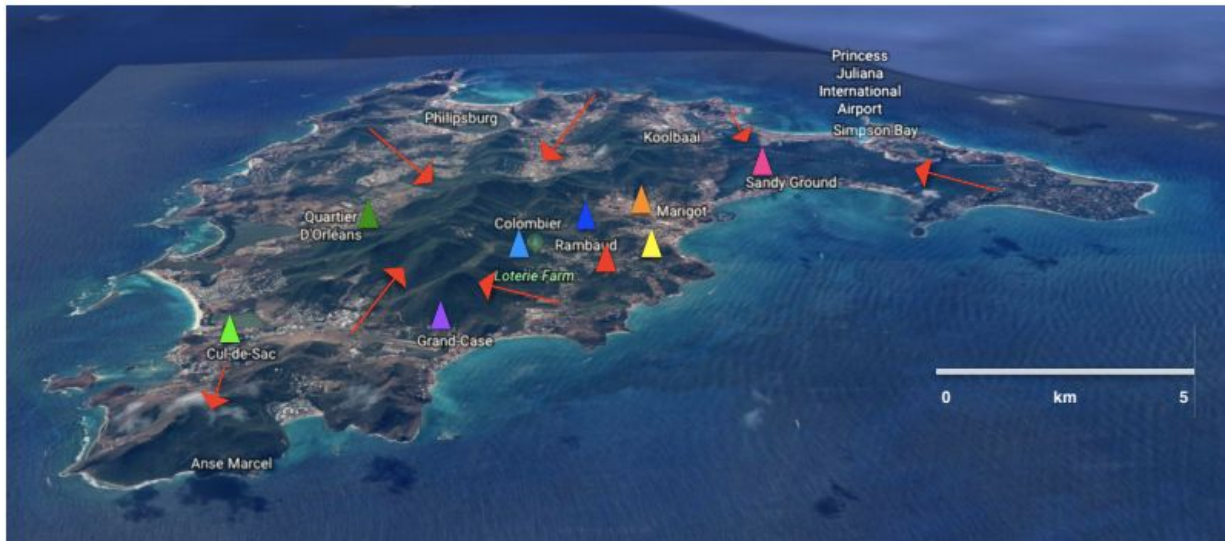 Princess
Juliana
International
Airport
Philipsburg
Simpson Bay
Koolbaai
Sandy Ground
Marigot
Quartier
D'Orléans
Colombier
Rambaud
Loterie Farm
Grand-Case
Cul-de-Sac
0 km 5
Anse Marcel